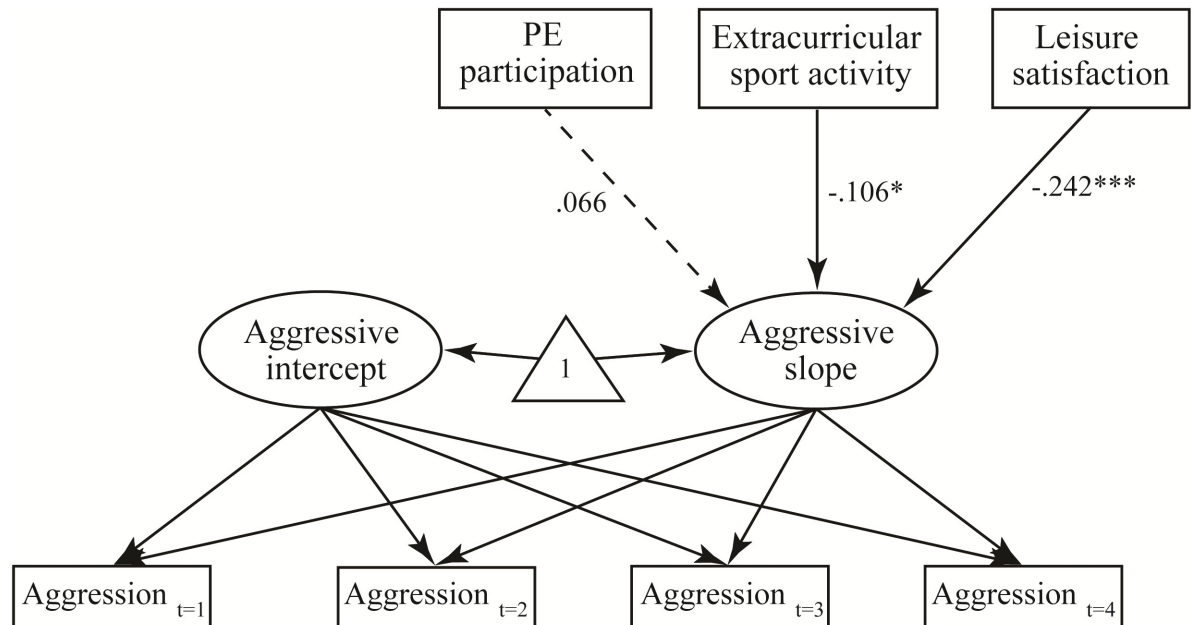 PE
participation
Extracurricular
sport activity
Leisure
satisfaction
.066
-.106*
-.242***
Aggressive
intercept
1
Aggressive
slope
Aggression t=1
Aggression t=2
Aggression t=3
Aggression t=4